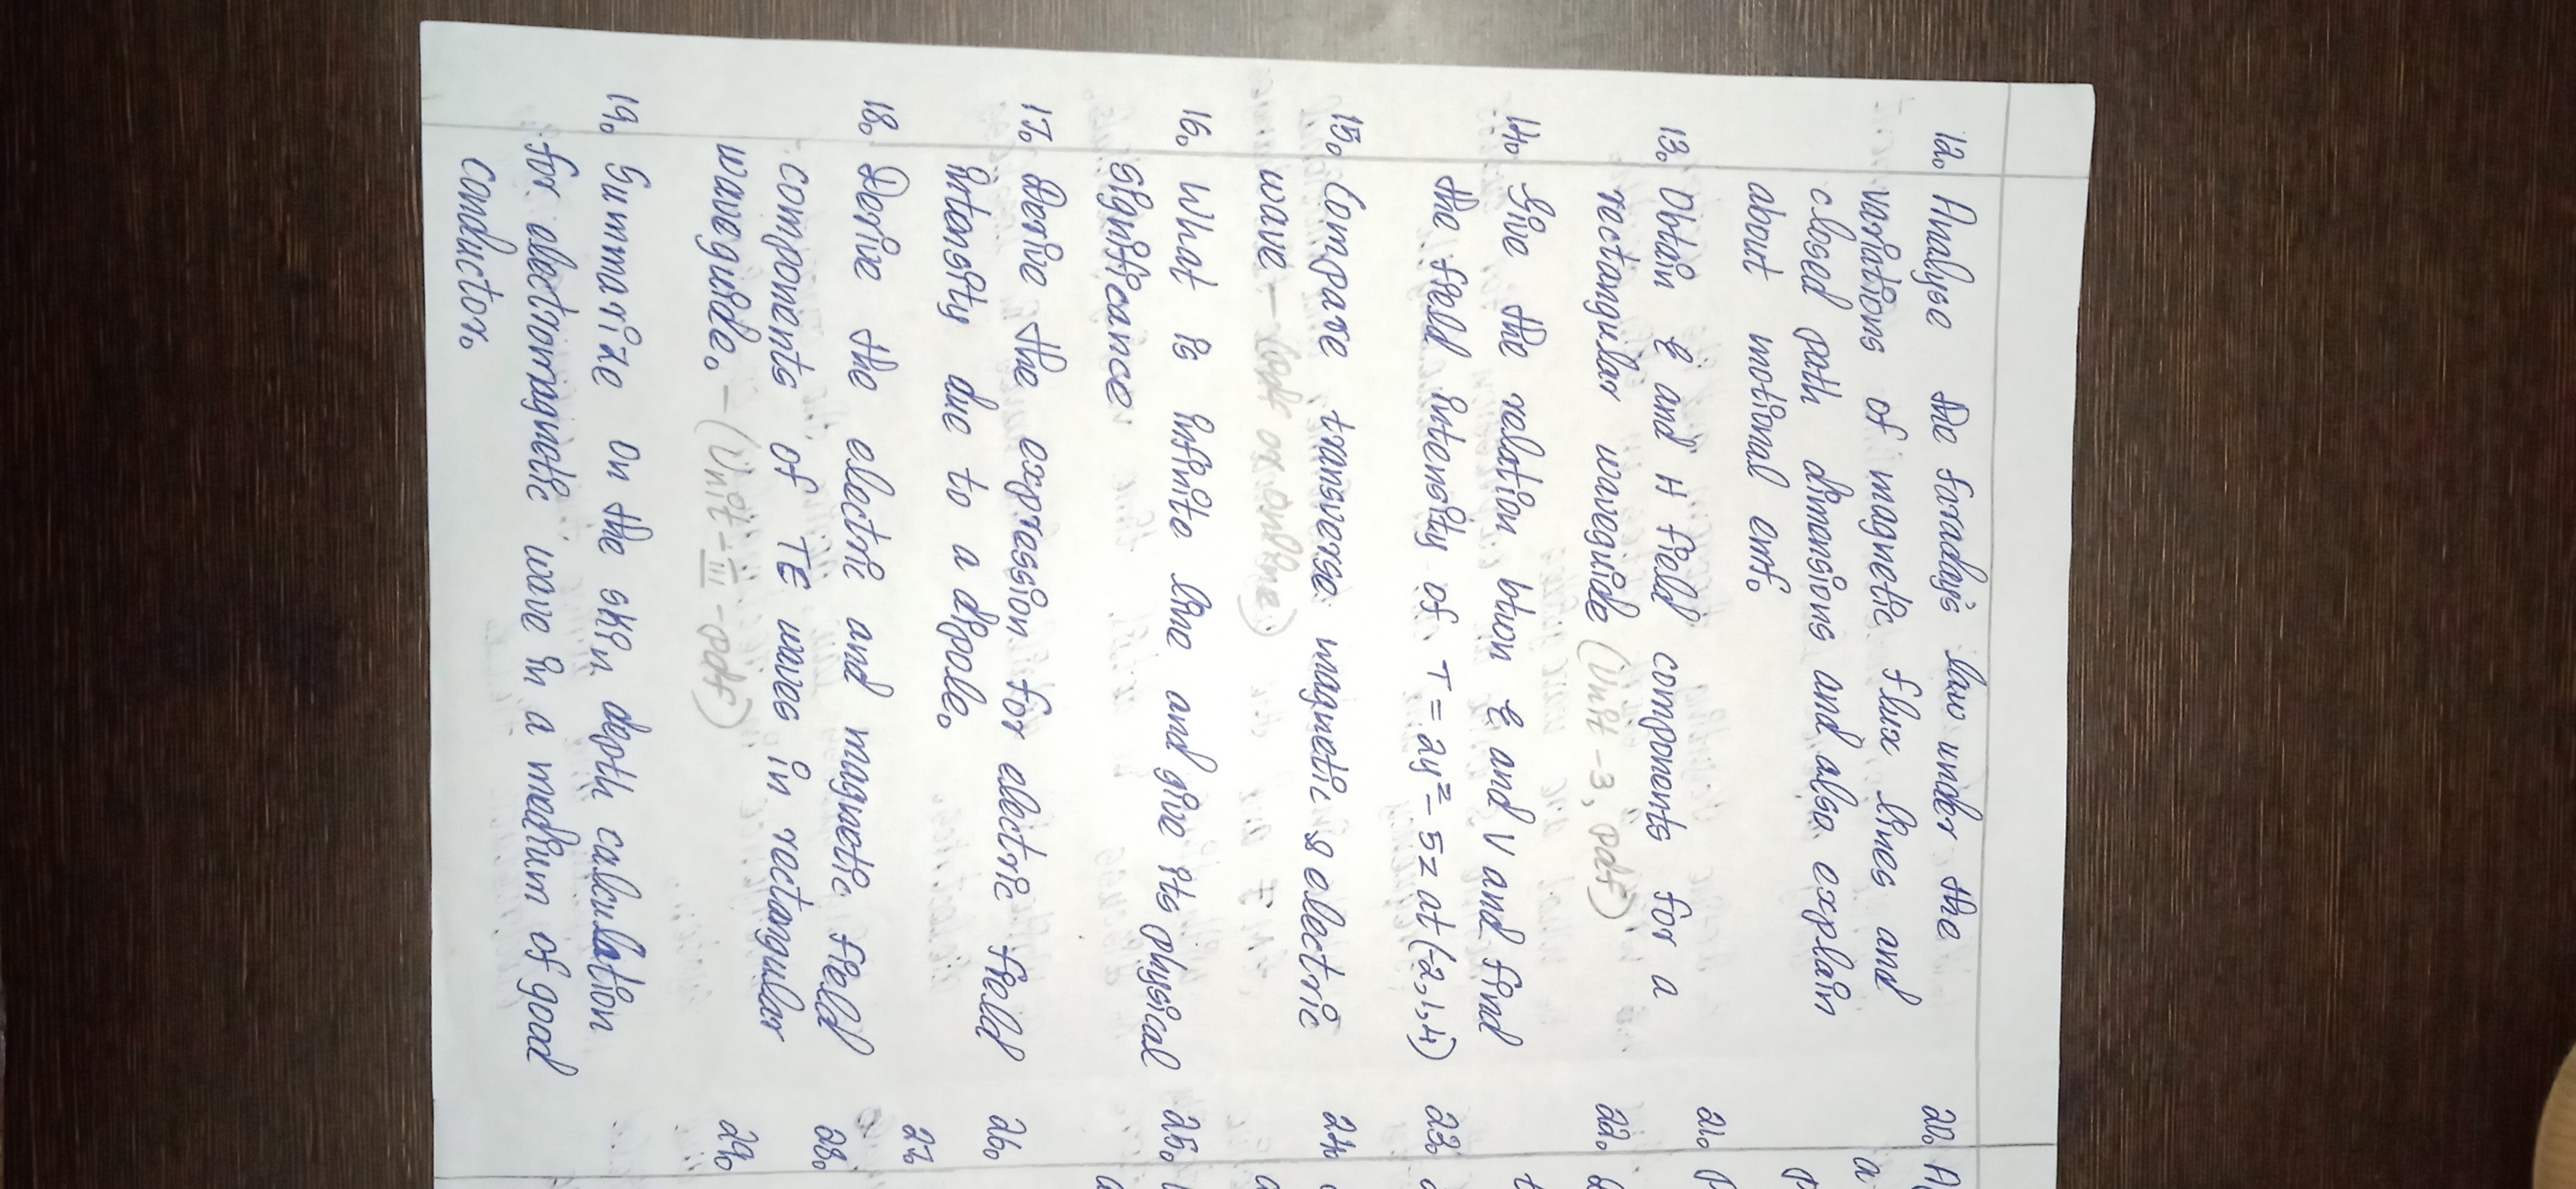 12. Analyse the faraday's law under the
variations of magnetic flux lines and
closed path dimensions and also explain
about motional emf.
13. Obtain E and H field components for a
rectangular waveguide (Unit -3, pdf)
14. Give the relation btwn E and V and find
the field intensity of T = 2y² - 5z at (-2,1,4)
15. Compare transverse magnetic & electric
wave - (pdf or online)
16. What is infinite line and give its physical
significance
17. Derive the expression for electric field
intensity due to a dipole.
18. Derive the electric and magnetic field
components of TE waves in rectangular
waveguide. - (Unit - III - pdf)
19. Summarize on the skin depth calculation
for electromagnetic wave in a medium of good
conductor.
20. A
21.
22.
23.
24.
25.
26.
27.
28.
29.